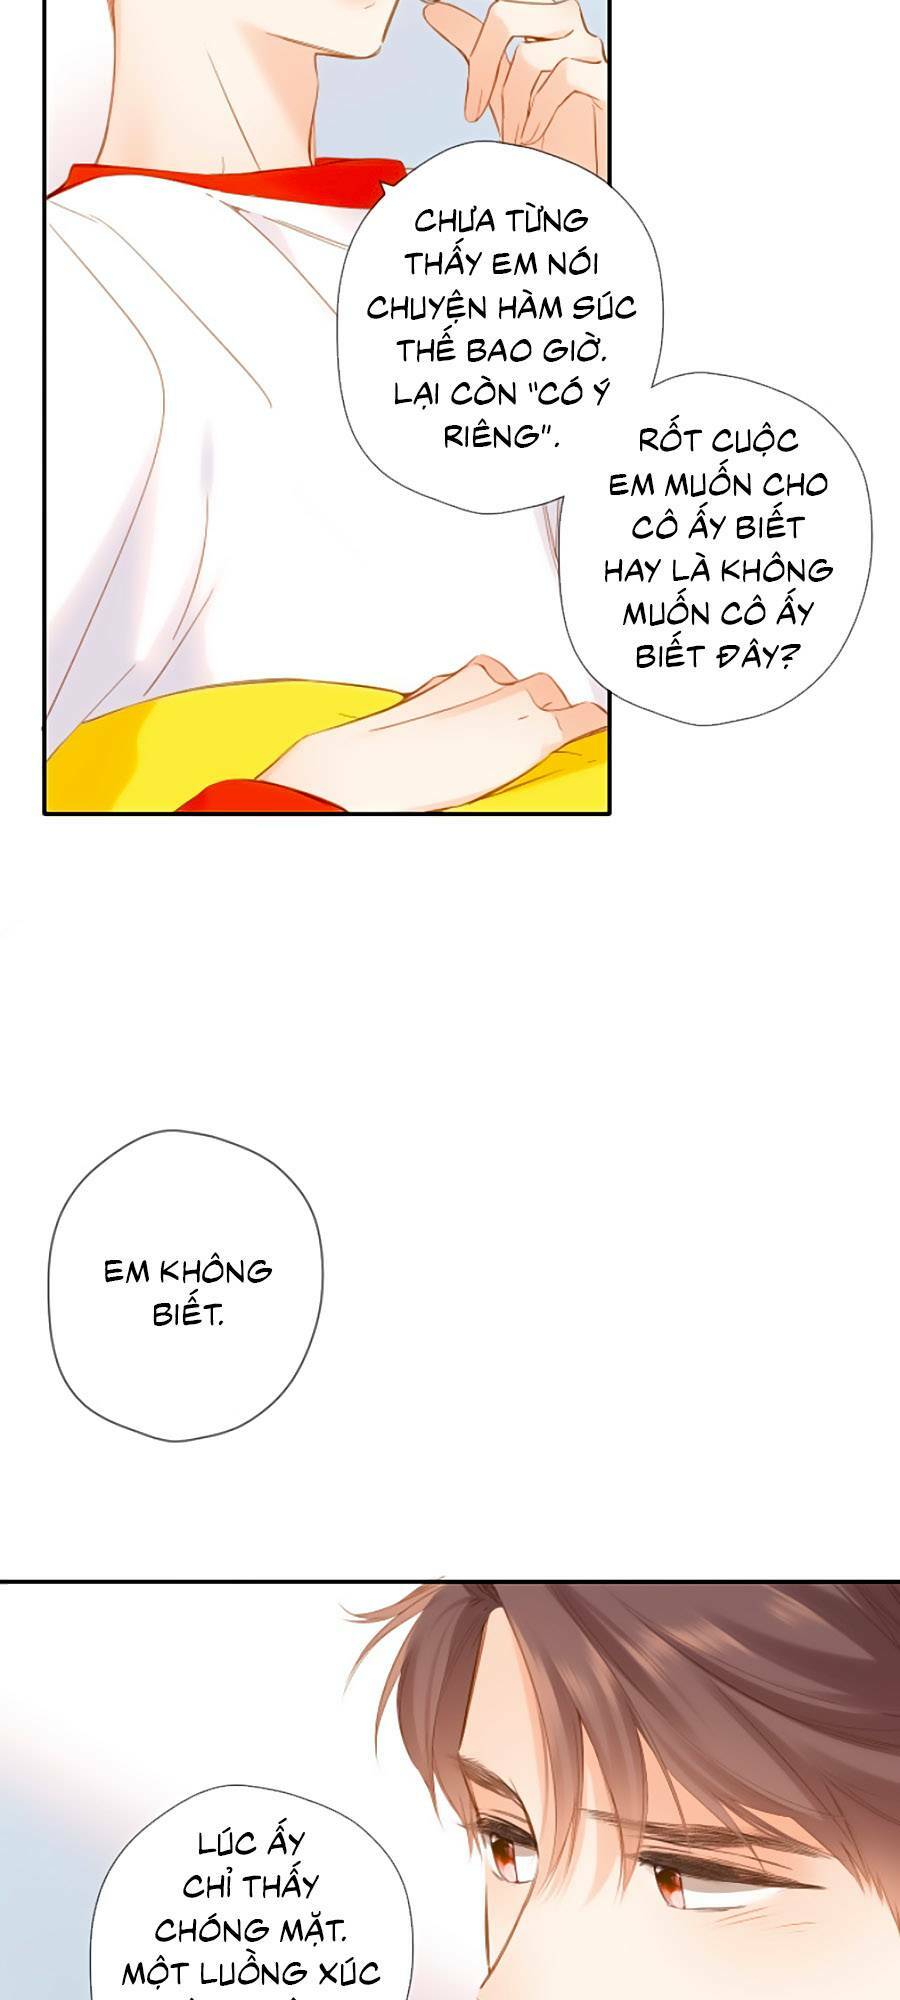 CHƯA TỪNG
THẤY EM NÓI
CHUYỆN HÀM SÚC
THẾ BAO GIỜ.
LẠI CÒN "CÓ Ý
RIÊNG".
RỐT CUỘC
EM MUỐN CHO
CÔ ẤY BIẾT
HAY LÀ KHÔNG
MUỐN CÔ ẤY
BIẾT ĐÂY?
EM KHÔNG
BIẾT.
LÚC ẤY
CHỈ THẤY
CHÓNG MẶT.
MỘT LUỒNG XÚC